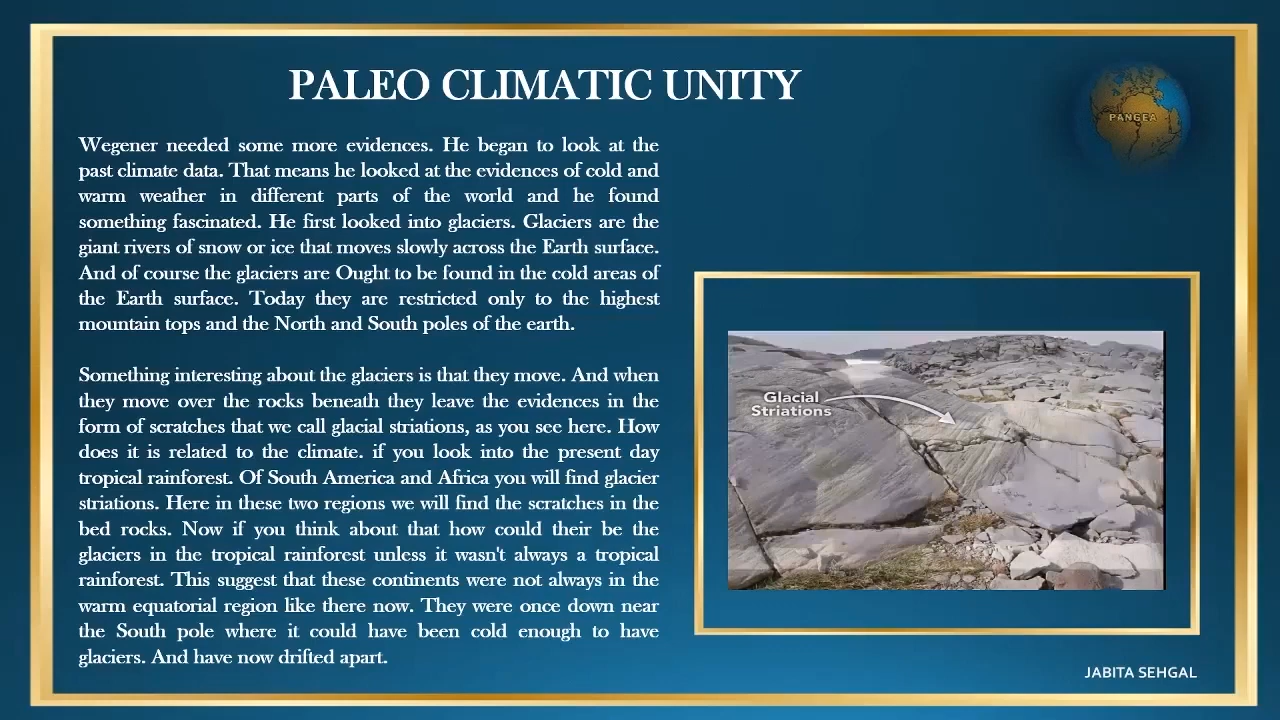 PALEO CLIMATIC UNITY
PANGEA
Wegener needed some more evidences. He began to look at the
past climate data. That means he looked at the evidences of cold and
warm weather in different parts of the world and he found
something fascinated. He first looked into glaciers. Glaciers are the
giant rivers of snow or ice that moves slowly across the Earth surface.
And of course the glaciers are Ought to be found in the cold areas of
the Earth surface. Today they are restricted only to the highest
mountain tops and the North and South poles of the earth.
Something interesting about the glaciers is that they move. And when
they move over the rocks beneath they leave the evidences in the
form of scratches that we call glacial striations, as you see here. How
does it is related to the climate. if you look into the present day
tropical rainforest. Of South America and Africa you will find glacier
striations. Here in these two regions we will find the scratches in the
bed rocks. Now if you think about that how could their be the
glaciers in the tropical rainforest unless it wasn't always a tropical
rainforest. This suggest that these continents were not always in the
warm equatorial region like there now. They were once down near
the South pole where it could have been cold enough to have
glaciers. And have now drifted apart.
Glacial
Striations
JABITA SEHGAL